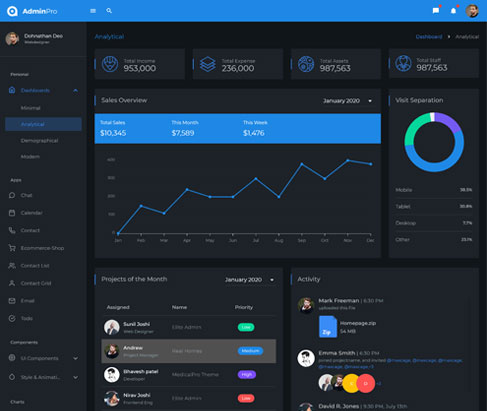 AdminPro
Dohnathan Deo
Webdesigner
Analytical
Dashboard > Analytical
Personal
Dashboards
Minimal
Analytical
Demographical
Modern
Apps
Chat
Calendar
Contact
Ecommerce-Shop
Contact List
Contact Grid
Email
Todo
Components
UI Components
Style & Animati...
Charts
Total Income
953,000
Total Expense
236,000
Total Assets
987,563
Total Staff
987,563
Sales Overview
January 2020
Total Sales
$10,345
This Month
$7,589
This Week
$1,476
400
300
200
100
0
Jan Feb Mar Apr May Jun Jul Aug Sep Oct Nov Dec
Visit Separation
Mobile 38.5%
Tablet 30.8%
Desktop 7.7%
Other 23.1%
Projects of the Month
January 2020
Assigned Name Priority
Sunil Joshi
Web Designer
Elite Admin
Low
Andrew
Project Manager
Real Homes
Medium
Bhavesh patel
Developer
MedicalPro Theme
High
Nirav Joshi
Frontend Eng
Elite Admin
Low
Activity
Mark Freeman | 6:30 PM
uploaded this file
Homepage.zip
54 MB
Emma Smith | 6:30 PM
joined projectname, and invited @maxcage, @maxcage, @maxcage, @maxcage
David R. Jones | 9:30PM, July 13th